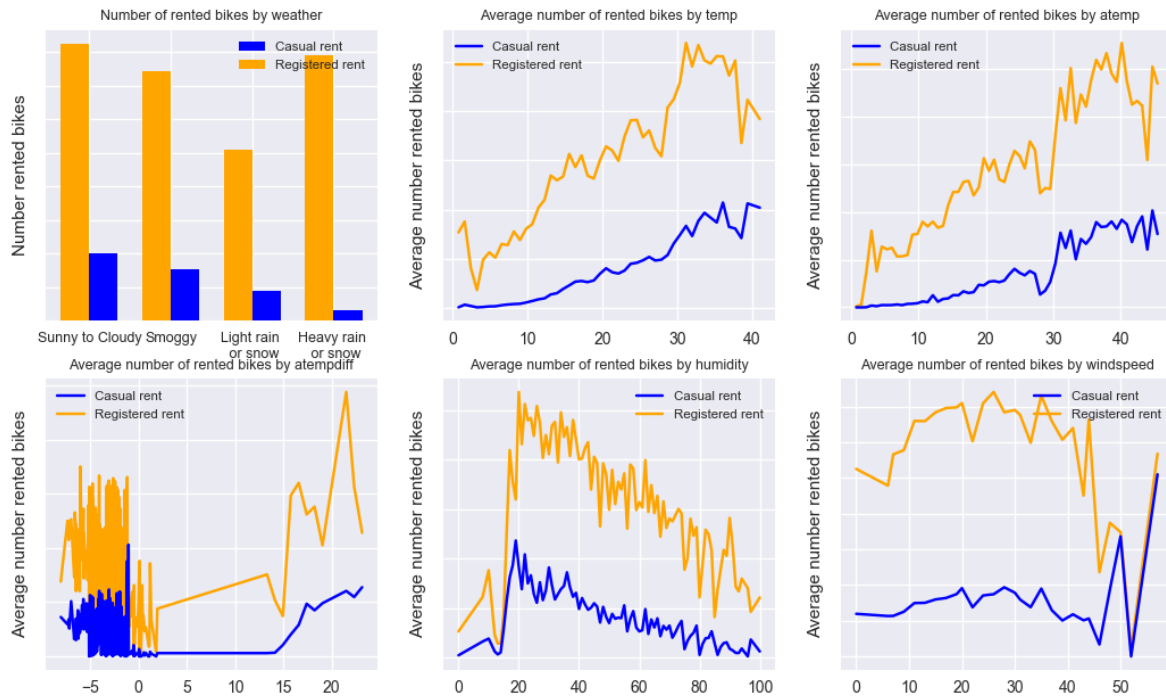 Number of rented bikes by weather
Number rented bikes
Casual rent
Registered rent
Sunny to Cloudy
Smoggy
Light rain
or snow
Heavy rain
or snow
Average number of rented bikes by temp
Average number rented bikes
Casual rent
Registered rent
0 10 20 30 40
Average number of rented bikes by atemp
Average number rented bikes
Casual rent
Registered rent
0 10 20 30 40
Average number of rented bikes by atempdiff
Average number rented bikes
Casual rent
Registered rent
−5 0 5 10 15 20
Average number of rented bikes by humidity
Average number rented bikes
Casual rent
Registered rent
0 20 40 60 80 100
Average number of rented bikes by windspeed
Average number rented bikes
Casual rent
Registered rent
0 10 20 30 40 50